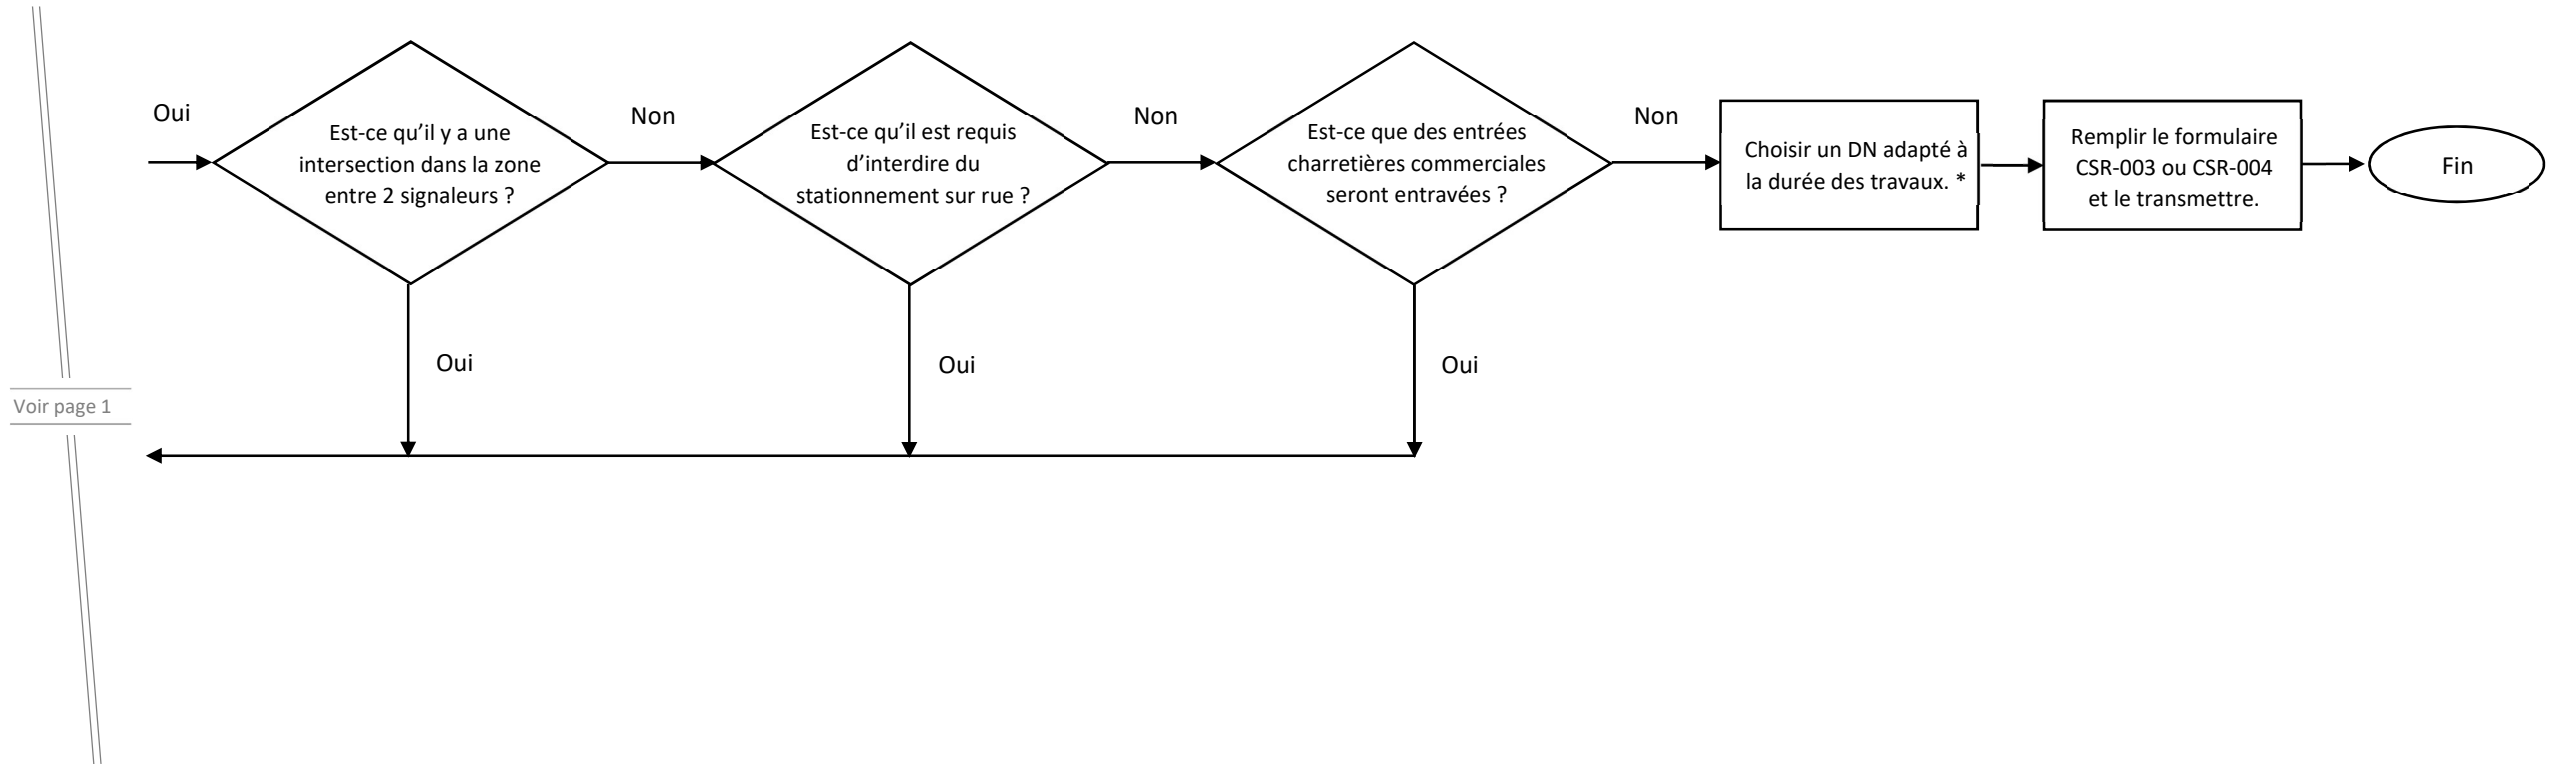 Oui
Est-ce qu’il y a une
intersection dans la zone
entre 2 signaleurs ?
Non
Est-ce qu’il est requis
d’interdire du
stationnement sur rue ?
Non
Est-ce que des entrées
charretières commerciales
seront entravées ?
Non
Choisir un DN adapté à
la durée des travaux. *
Remplir le formulaire
CSR-003 ou CSR-004
et le transmettre.
Fin
Oui
Oui
Oui
Voir page 1